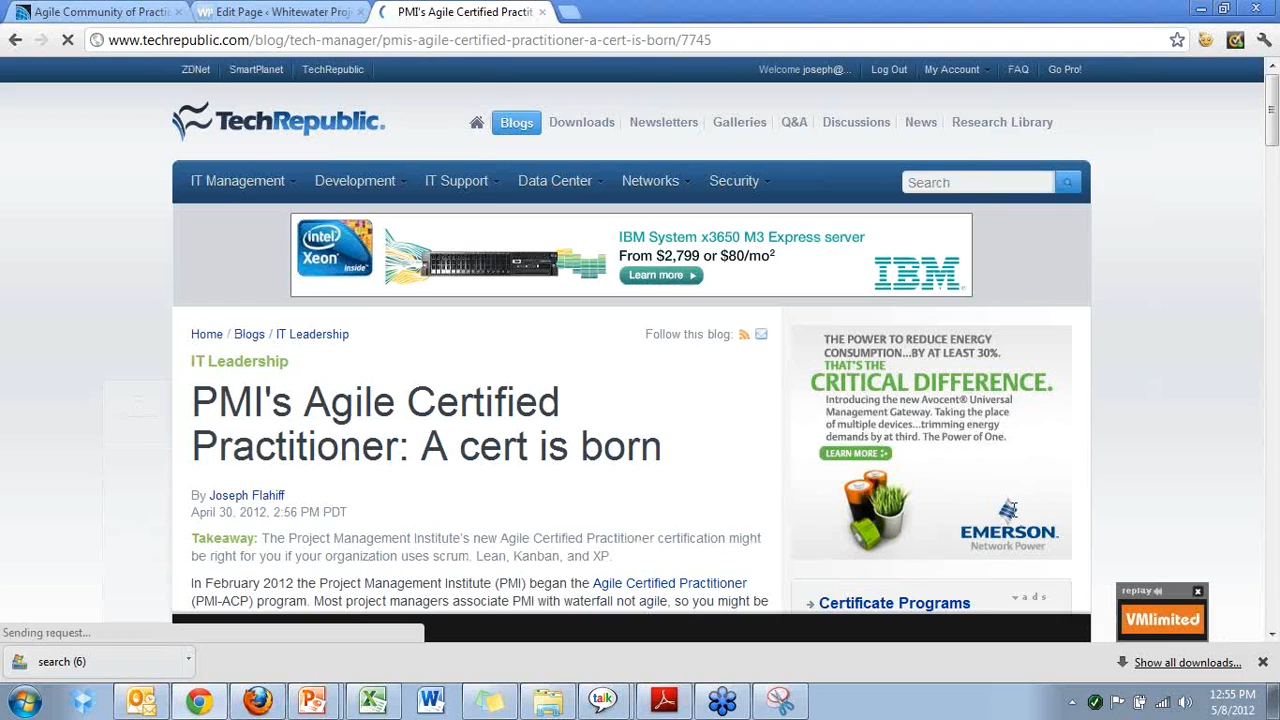 Agile Community of Practi
Edit Page ‹ Whitewater Proj
PMI's Agile Certified Practit
www.techrepublic.com/blog/tech-manager/pmis-agile-certified-practitioner-a-cert-is-born/7745
ZDNet SmartPlanet TechRepublic
Welcome joseph@... Log Out My Account FAQ Go Pro!
TechRepublic.
Blogs Downloads Newsletters Galleries Q&A Discussions News Research Library
IT Management Development IT Support Data Center Networks Security
Search
intel Xeon inside
IBM System x3650 M3 Express server
From $2,799 or $80/mo²
Learn more
IBM
Home / Blogs / IT Leadership
Follow this blog:
IT Leadership
PMI's Agile Certified
Practitioner: A cert is born
By Joseph Flahiff
April 30, 2012, 2:56 PM PDT
Takeaway: The Project Management Institute's new Agile Certified Practitioner certification might
be right for you if your organization uses scrum. Lean, Kanban, and XP.
In February 2012 the Project Management Institute (PMI) began the Agile Certified Practitioner
(PMI-ACP) program. Most project managers associate PMI with waterfall not agile, so you might be
THE POWER TO REDUCE ENERGY
CONSUMPTION...BY AT LEAST 30%.
THAT'S THE
CRITICAL DIFFERENCE.
Introducing the new Avocent® Universal
Management Gateway. Taking the place
of multiple devices...trimming energy
demands by at third. The Power of One.
LEARN MORE
EMERSON.
Network Power
Certificate Programs
v ads
replay
VMlimited
Sending request...
search (6)
Show all downloads...
talk
12:55 PM
5/8/2012